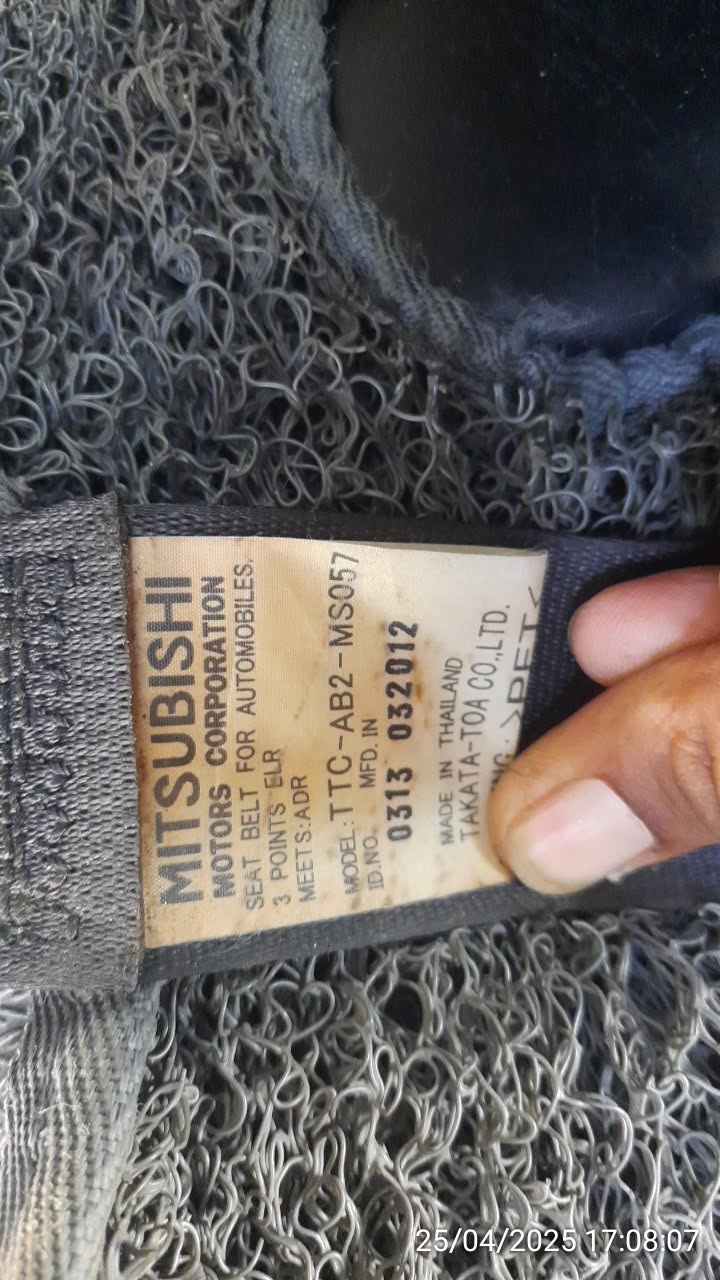 MITSUBISHI
MOTORS CORPORATION
SEAT BELT FOR AUTOMOBILES.
3 POINTS ELR
MEETS:ADR
MODEL: TTC-AB2-MS057
ID.NO. MFD. IN
0313 032012
MADE IN THAILAND
TAKATA-TOA CO.,LTD.
>PET<
25/04/2025 17:08:07